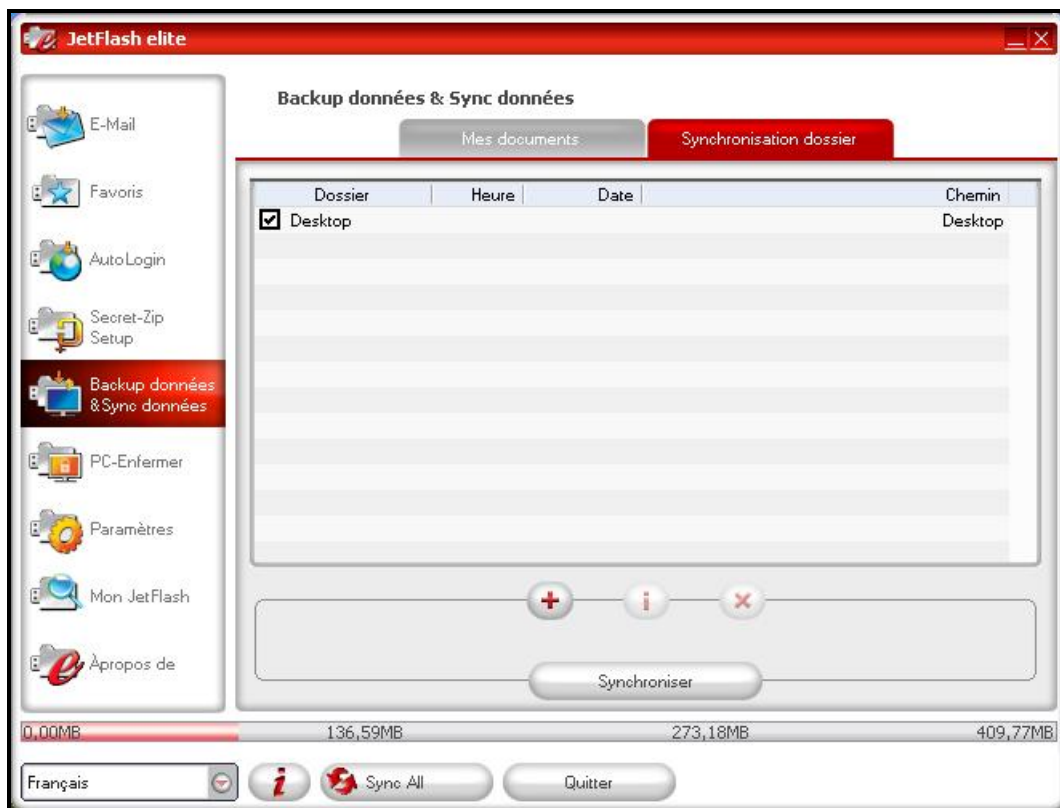 JetFlash elite
E-Mail
Favoris
AutoLogin
Secret-Zip
Setup
Backup données
&Sync données
PC-Enfermer
Paramètres
Mon JetFlash
Àpropos de
Backup données & Sync données
Mes documents
Synchronisation dossier
Dossier Heure Date Chemin
Desktop Desktop
Synchroniser
0,00MB 136,59MB 273,18MB 409,77MB
Français Sync All Quitter